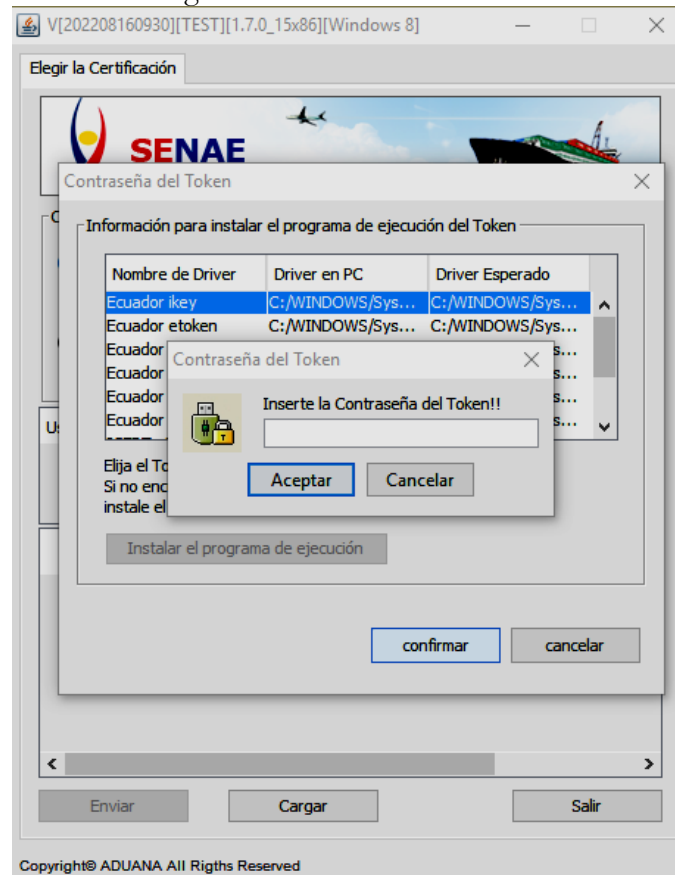 V[202208160930][TEST][1.7.0_15x86][Windows 8]
Elegir la Certificación
SENAE
Contraseña del Token
Información para instalar el programa de ejecución del Token
Nombre de Driver Driver en PC Driver Esperado
Ecuador ikey C:/WINDOWS/Sys... C:/WINDOWS/Sys...
Ecuador etoken C:/WINDOWS/Sys... C:/WINDOWS/Sys...
Ecuador
Ecuador
Ecuador
Ecuador
Contraseña del Token
Inserte la Contraseña del Token!!
Aceptar Cancelar
Elija el To
Si no enc
instale el
Instalar el programa de ejecución
confirmar cancelar
Enviar Cargar Salir
Copyright© ADUANA All Rigths Reserved